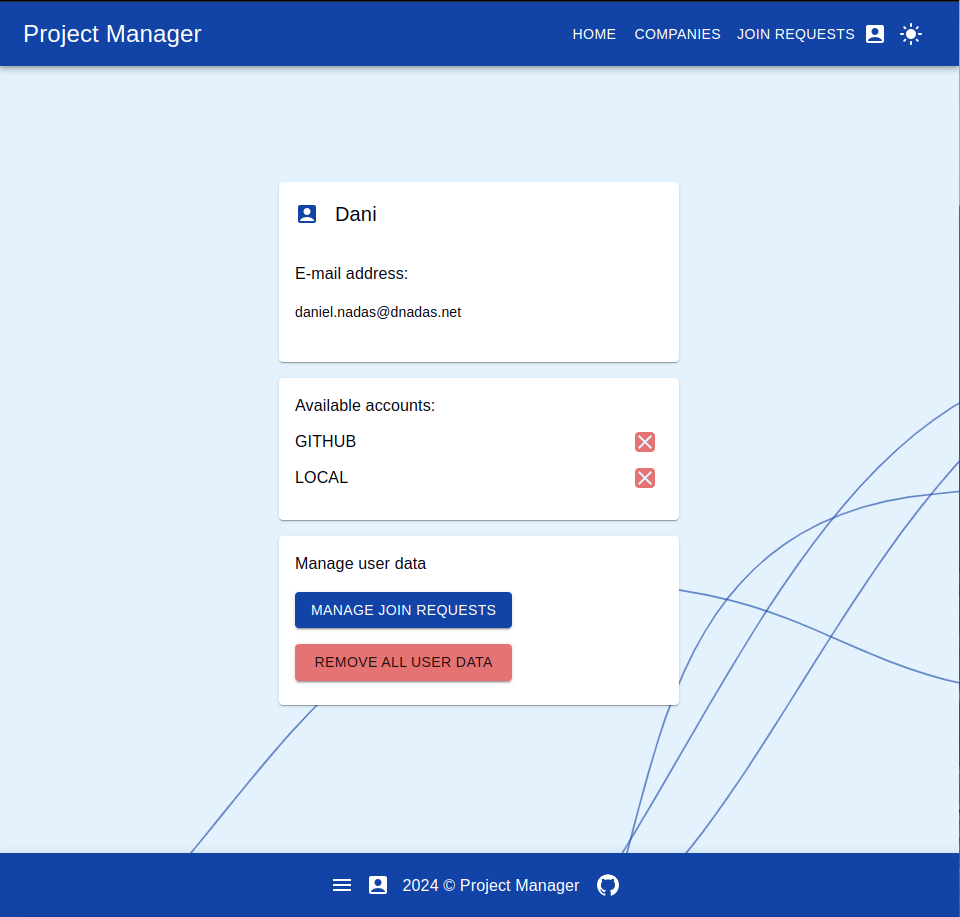 Project Manager HOME COMPANIES JOIN REQUESTS
Dani
E-mail address:
daniel.nadas@dnadas.net
Available accounts:
GITHUB
LOCAL
Manage user data
MANAGE JOIN REQUESTS
REMOVE ALL USER DATA
2024 © Project Manager